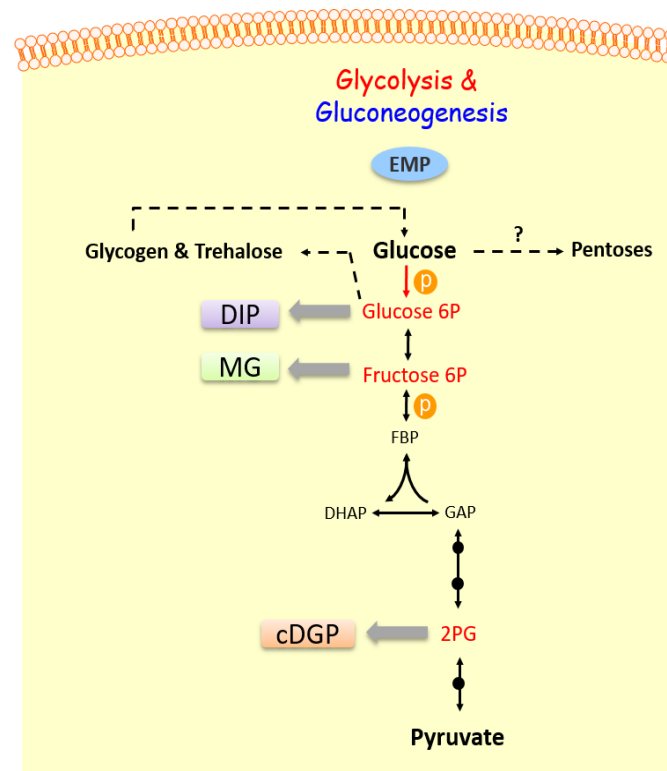 Glycolysis &
Gluconeogenesis
EMP
Glycogen & Trehalose
Glucose
?
Pentoses
p
DIP
Glucose 6P
MG
Fructose 6P
p
FBP
DHAP
GAP
cDGP
2PG
Pyruvate